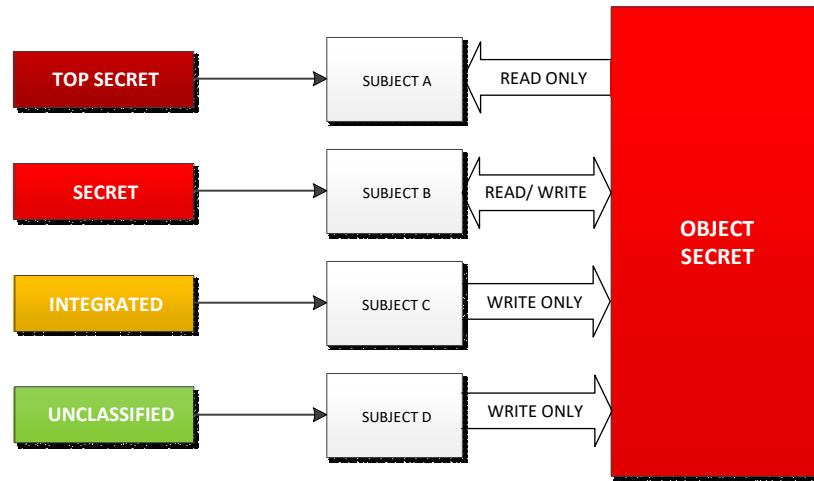 TOP SECRET
SUBJECT A
READ ONLY
SECRET
SUBJECT B
READ/ WRITE
OBJECT
SECRET
INTEGRATED
SUBJECT C
WRITE ONLY
UNCLASSIFIED
SUBJECT D
WRITE ONLY